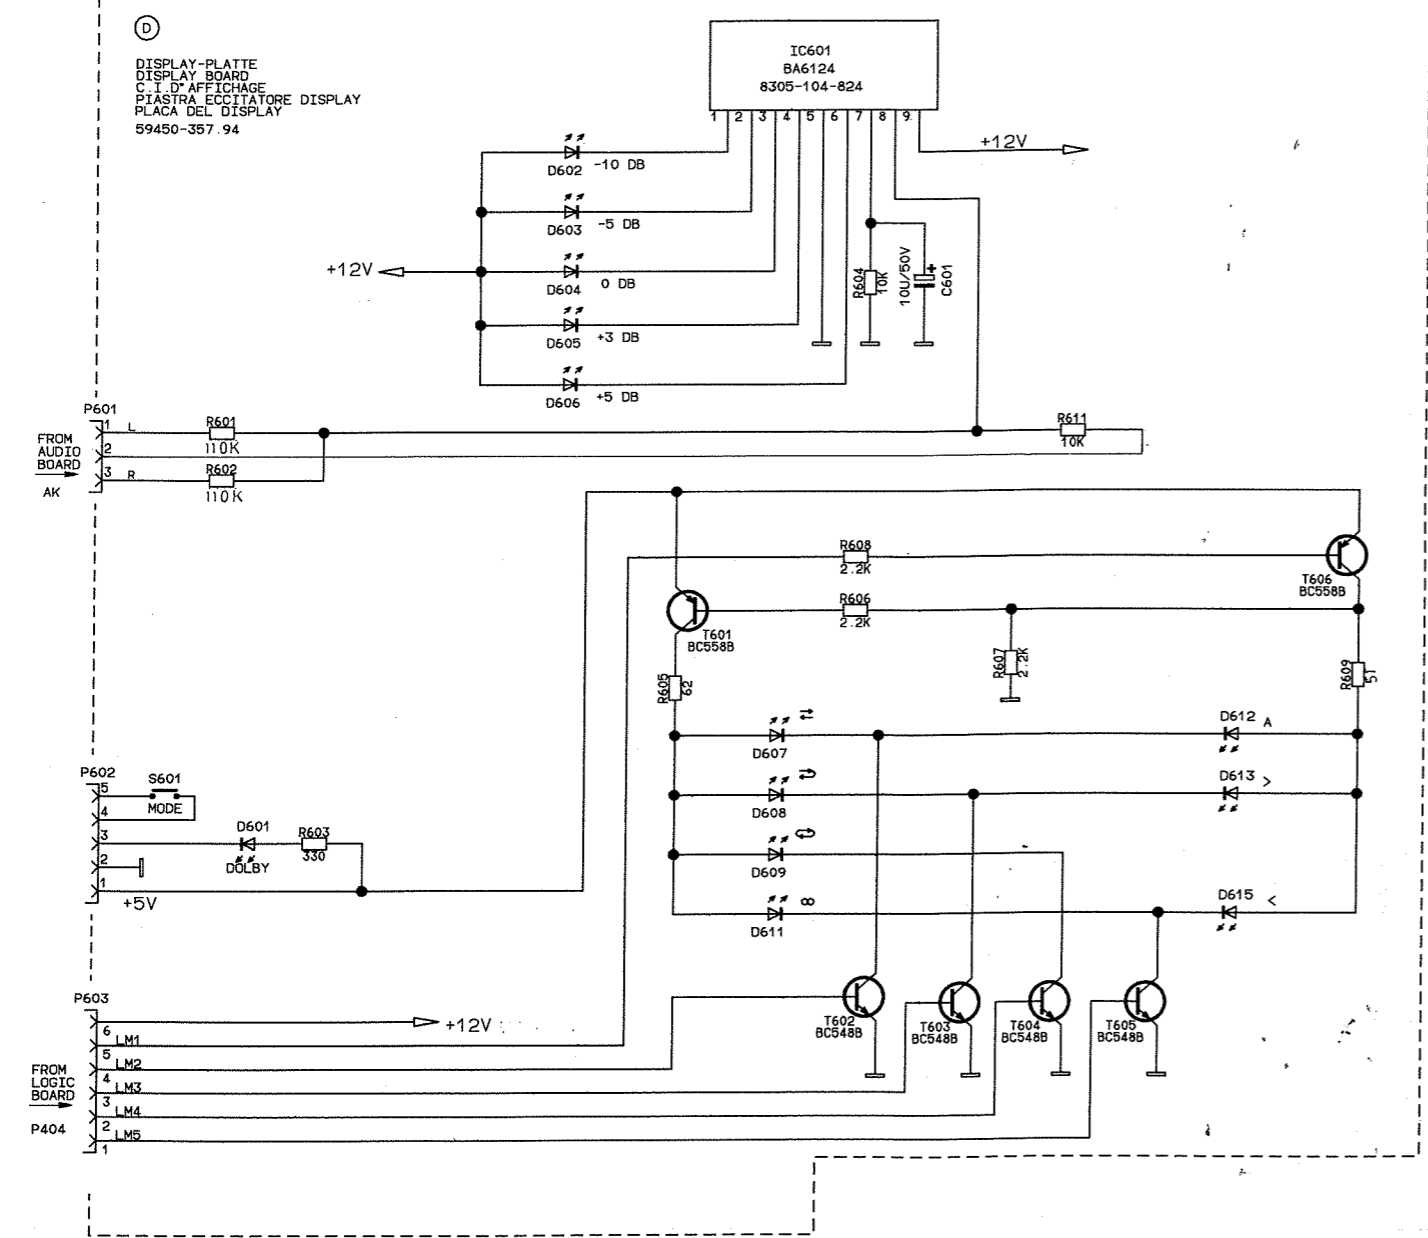 D
DISPLAY-PLATTE
DISPLAY BOARD
C.I.D'AFFICHAGE
PIASTRA ECCITATORE DISPLAY
PLACA DEL DISPLAY
59450-357.94
IC601
BA6124
8305-104-824
1 2 3 4 5 6 7 8 9
+12V
D602 -10 DB
D603 -5 DB
+12V
D604 0 DB
D605 +3 DB
D606 +5 DB
R604
10K
10U/50V
+
C601
P601
FROM
AUDIO
BOARD
AK
1 L
2
3 R
R601
110K
R602
110K
R611
10K
R608
2.2K
T606
BC558B
R606
2.2K
T601
BC558B
R607
2.2K
R605
62
R609
51
D607
D612 A
D608
D613 >
D609
D611 ∞
D615 <
P602
5
4
3
2
1
S601
MODE
D601
DOLBY
R603
330
+5V
P603
+12V
6 LM1
5 LM2
4 LM3
3 LM4
2 LM5
1
FROM
LOGIC
BOARD
P404
T602
BC548B
T603
BC548B
T604
BC548B
T605
BC548B